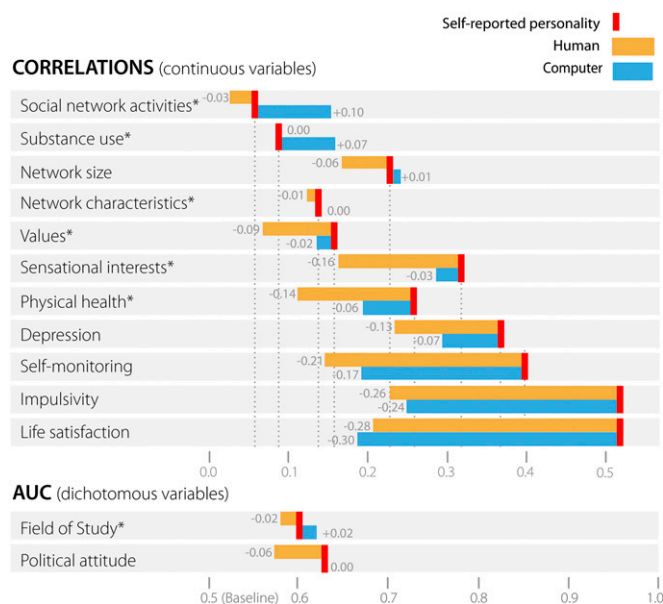 Self-reported personality
Human
Computer
CORRELATIONS (continuous variables)
Social network activities* -0.03 +0.10
Substance use* 0.00 +0.07
Network size -0.06 +0.01
Network characteristics* -0.01 0.00
Values* -0.09 -0.02
Sensational interests* -0.16 -0.03
Physical health* -0.14 -0.06
Depression -0.13 -0.07
Self-monitoring -0.21 -0.17
Impulsivity -0.26 -0.24
Life satisfaction -0.28 -0.30
0.0 0.1 0.2 0.3 0.4 0.5
AUC (dichotomous variables)
Field of Study* -0.02 +0.02
Political attitude -0.06 0.00
0.5 (Baseline) 0.6 0.7 0.8 0.9 1.0